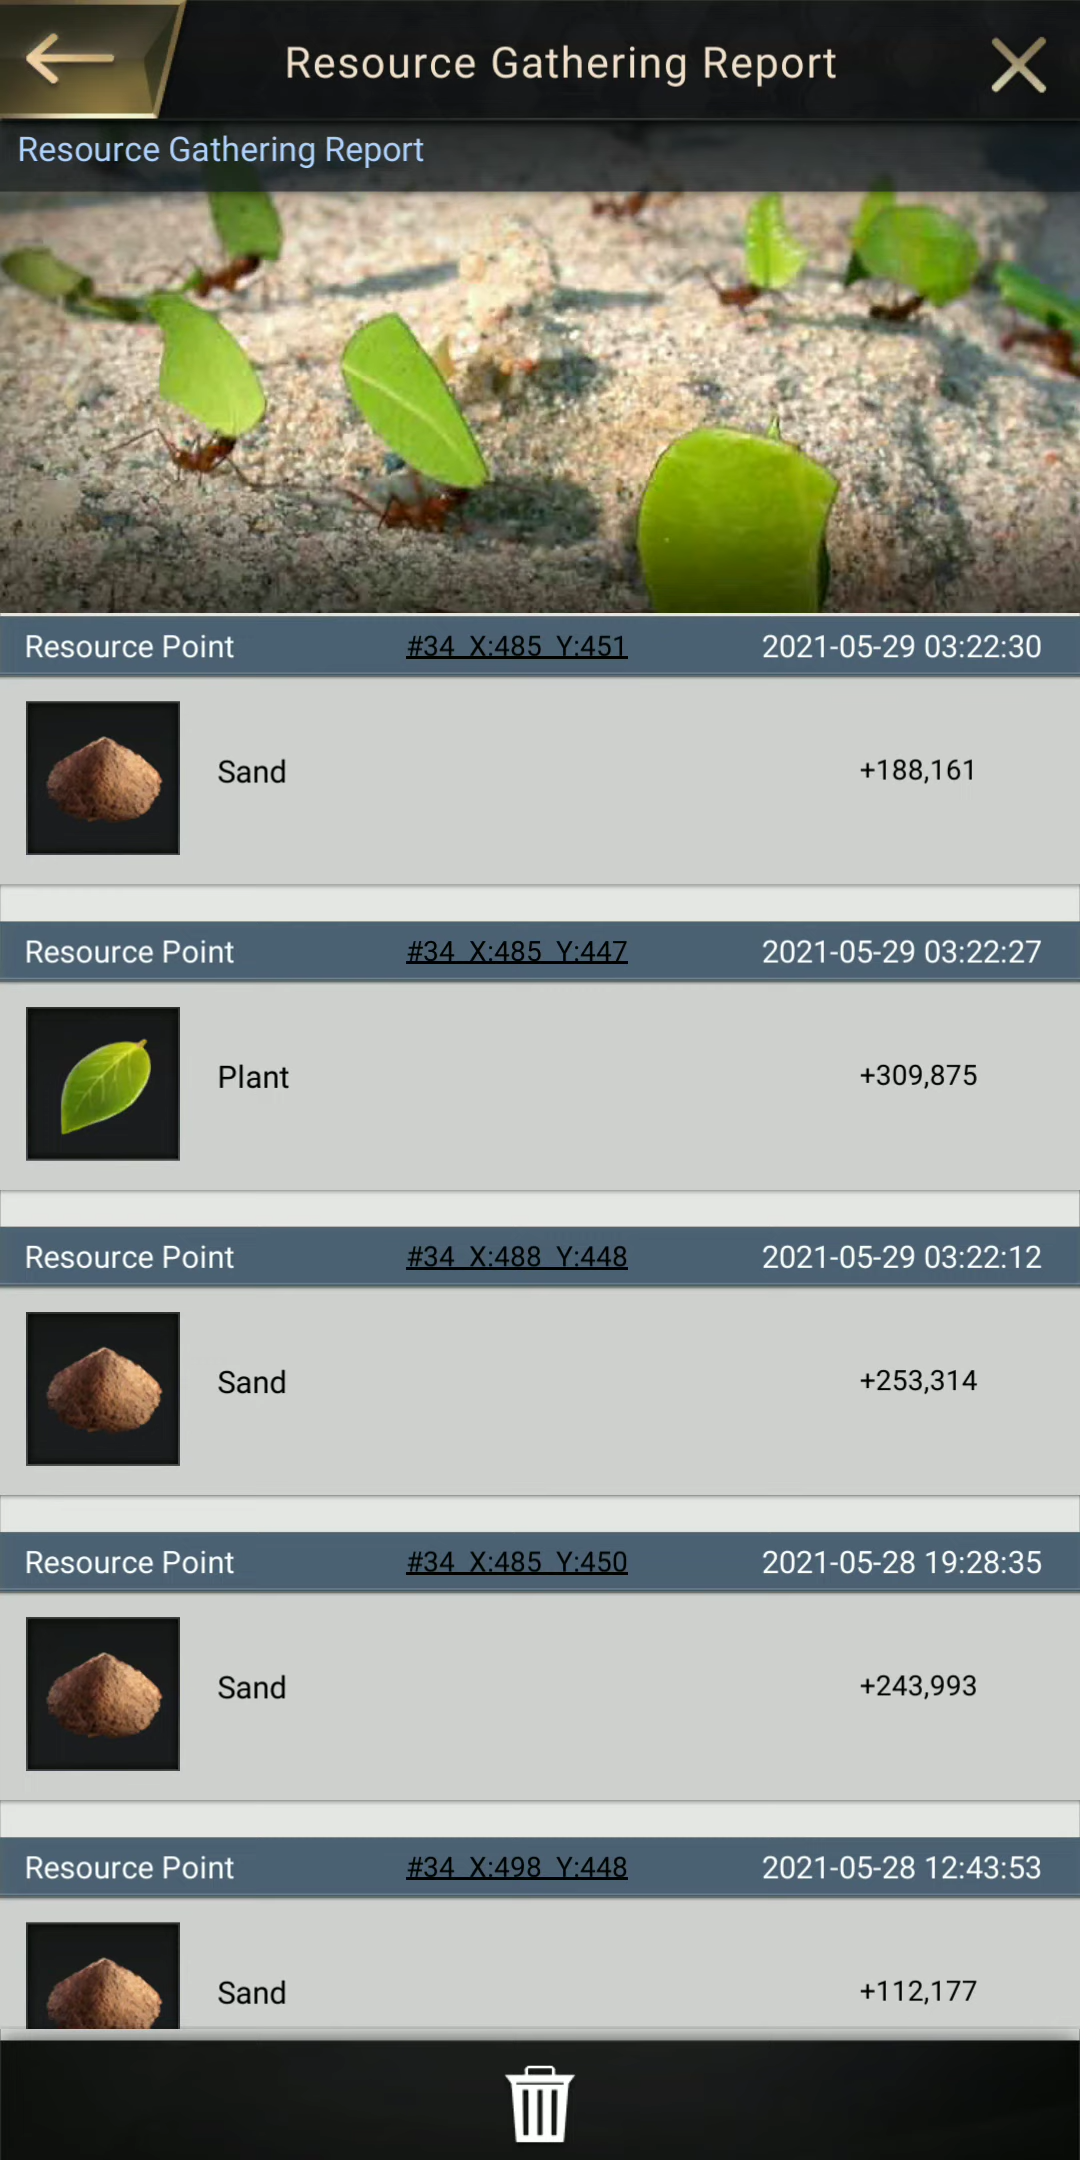 Resource Gathering Report
Resource Gathering Report
Resource Point #34 X:485 Y:451 2021-05-29 03:22:30
Sand +188,161
Resource Point #34 X:485 Y:447 2021-05-29 03:22:27
Plant +309,875
Resource Point #34 X:488 Y:448 2021-05-29 03:22:12
Sand +253,314
Resource Point #34 X:485 Y:450 2021-05-28 19:28:35
Sand +243,993
Resource Point #34 X:498 Y:448 2021-05-28 12:43:53
Sand +112,177